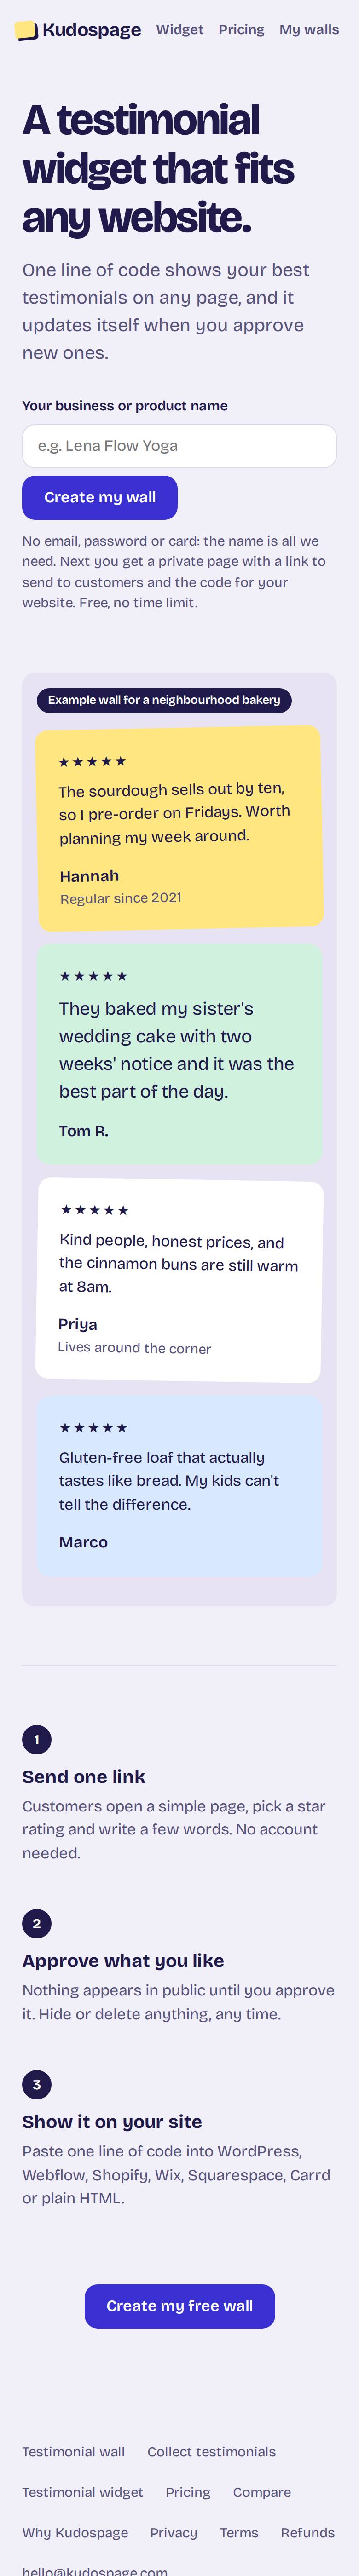 Kudospage Widget Pricing My walls
A testimonial
widget that fits
any website.
One line of code shows your best
testimonials on any page, and it
updates itself when you approve
new ones.
Your business or product name
e.g. Lena Flow Yoga
Create my wall
No email, password or card: the name is all we
need. Next you get a private page with a link to
send to customers and the code for your
website. Free, no time limit.
Example wall for a neighbourhood bakery
★★★★★
The sourdough sells out by ten,
so I pre-order on Fridays. Worth
planning my week around.
Hannah
Regular since 2021
★★★★★
They baked my sister's
wedding cake with two
weeks' notice and it was the
best part of the day.
Tom R.
★★★★★
Kind people, honest prices, and
the cinnamon buns are still warm
at 8am.
Priya
Lives around the corner
★★★★★
Gluten-free loaf that actually
tastes like bread. My kids can't
tell the difference.
Marco
1
Send one link
Customers open a simple page, pick a star
rating and write a few words. No account
needed.
2
Approve what you like
Nothing appears in public until you approve
it. Hide or delete anything, any time.
3
Show it on your site
Paste one line of code into WordPress,
Webflow, Shopify, Wix, Squarespace, Carrd
or plain HTML.
Create my free wall
Testimonial wall Collect testimonials
Testimonial widget Pricing Compare
Why Kudospage Privacy Terms Refunds
hello@kudospage.com